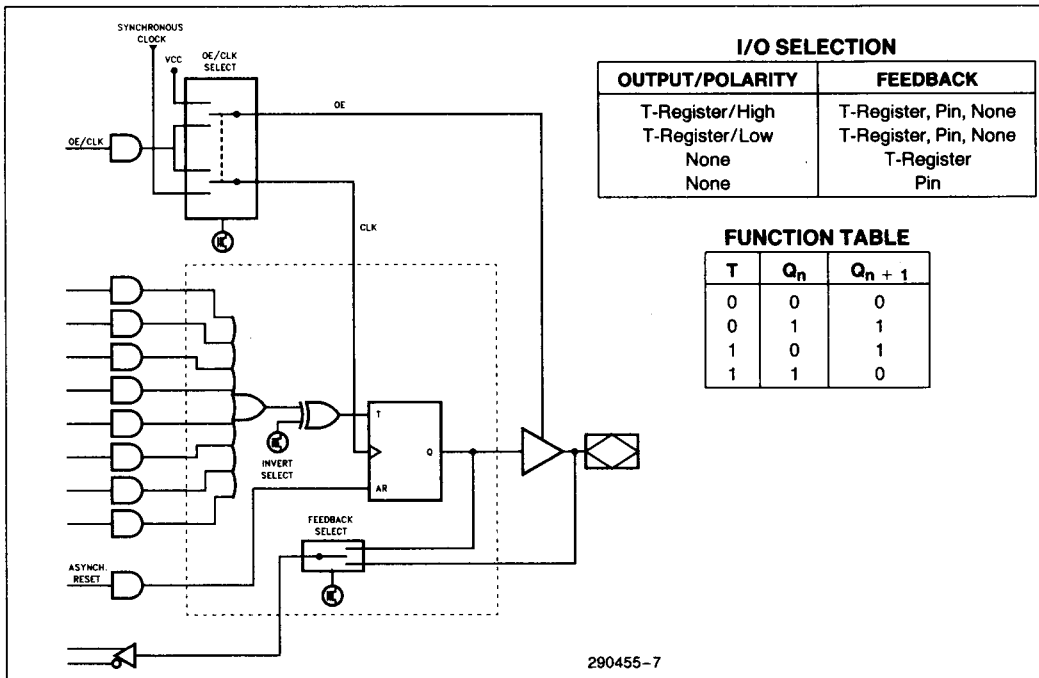 SYNCHRONOUS
CLOCK
VCC
OE/CLK
SELECT
OE
OE/CLK
CLK
T
Q
AR
INVERT
SELECT
FEEDBACK
SELECT
ASYNCH.
RESET
I/O SELECTION
OUTPUT/POLARITY FEEDBACK
T-Register/High T-Register, Pin, None
T-Register/Low T-Register, Pin, None
None T-Register
None Pin
FUNCTION TABLE
T Qn Qn + 1
0 0 0
0 1 1
1 0 1
1 1 0
290455-7